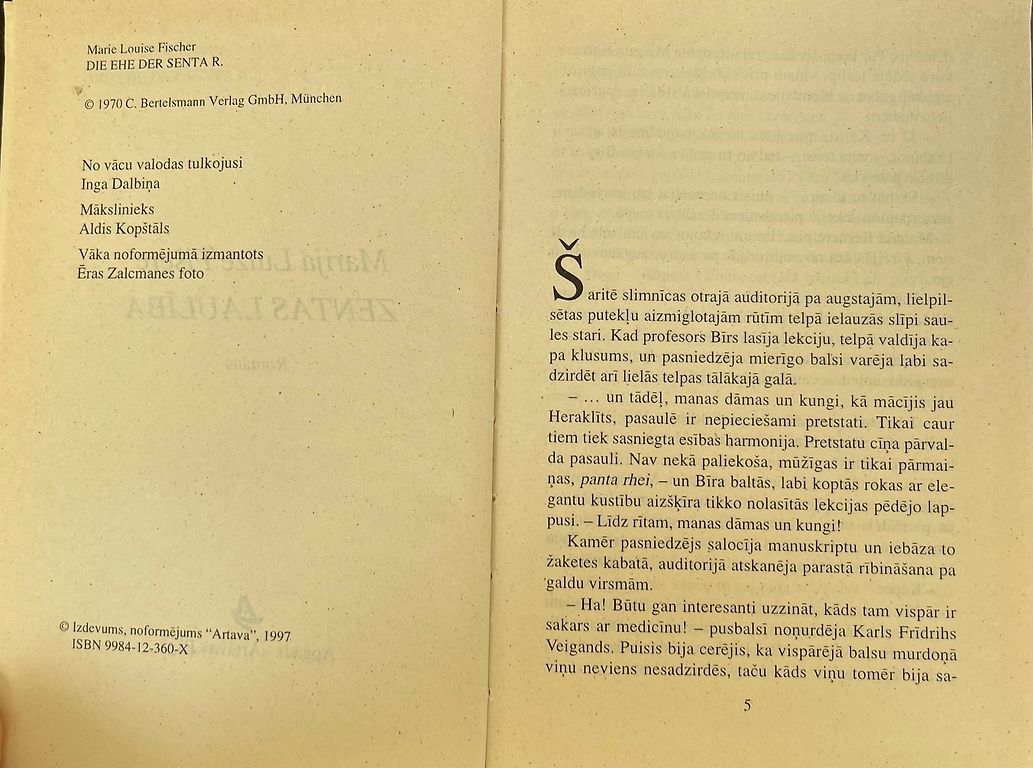 Marie Louise Fischer
DIE EHE DER SENTA R.
© 1970 C. Bertelsmann Verlag GmbH, München
No vācu valodas tulkojusi
Inga Dalbiņa
Mākslinieks
Aldis Kopštāls
Vāka noformējumā izmantots
Ēras Zalcmanes foto
© Izdevums, noformējums “Artava”, 1997
ISBN 9984-12-360-X
Šaritē slimnīcas otrajā auditorijā pa augstajām, lielpil-
sētas putekļu aizmiglotajām rūtīm telpā ielauzās slīpi sau-
les stari. Kad profesors Bīrs lasīja lekciju, telpā valdīja ka-
pa klusums, un pasniedzēja mierīgo balsi varēja labi sa-
dzirdēt arī lielās telpas tālākajā galā.
– ... un tādēļ, manas dāmas un kungi, kā mācījis jau
Heraklīts, pasaulē ir nepieciešami pretstati. Tikai caur
tiem tiek sasniegta esības harmonija. Pretstatu cīņa pārval-
da pasauli. Nav nekā paliekoša, mūžīgas ir tikai pārmai-
ņas, panta rhei, – un Bīra baltās, labi koptās rokas ar ele-
gantu kustību aizšķīra tikko nolasītās lekcijas pēdējo lap-
pusi. – Līdz rītam, manas dāmas un kungi!
Kamēr pasniedzējs salocīja manuskriptu un iebāza to
žaketes kabatā, auditorijā atskanēja parastā rībināšana pa
galdu virsmām.
– Ha! Būtu gan interesanti uzzināt, kāds tam vispār ir
sakars ar medicīnu! – pusbalsī noņurdēja Karls Frīdrihs
Veigands. Puisis bija cerējis, ka vispārējā balsu murdoņā
viņu neviens nesadzirdēs, taču kāds viņu tomēr bija sa-
5